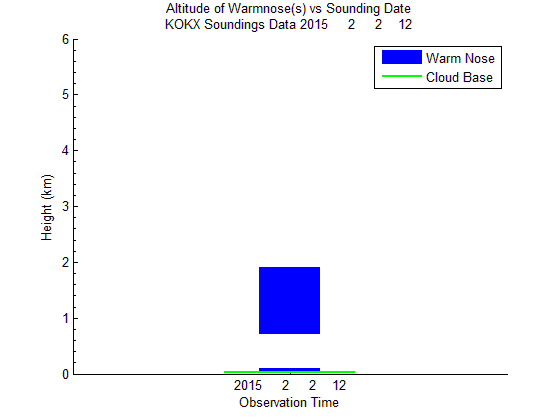 Altitude of Warmnose(s) vs Sounding Date
KOKX Soundings Data 2015 2 2 12
6
5
4
3
2
1
0
Height (km)
Warm Nose
Cloud Base
2015 2 2 12
Observation Time